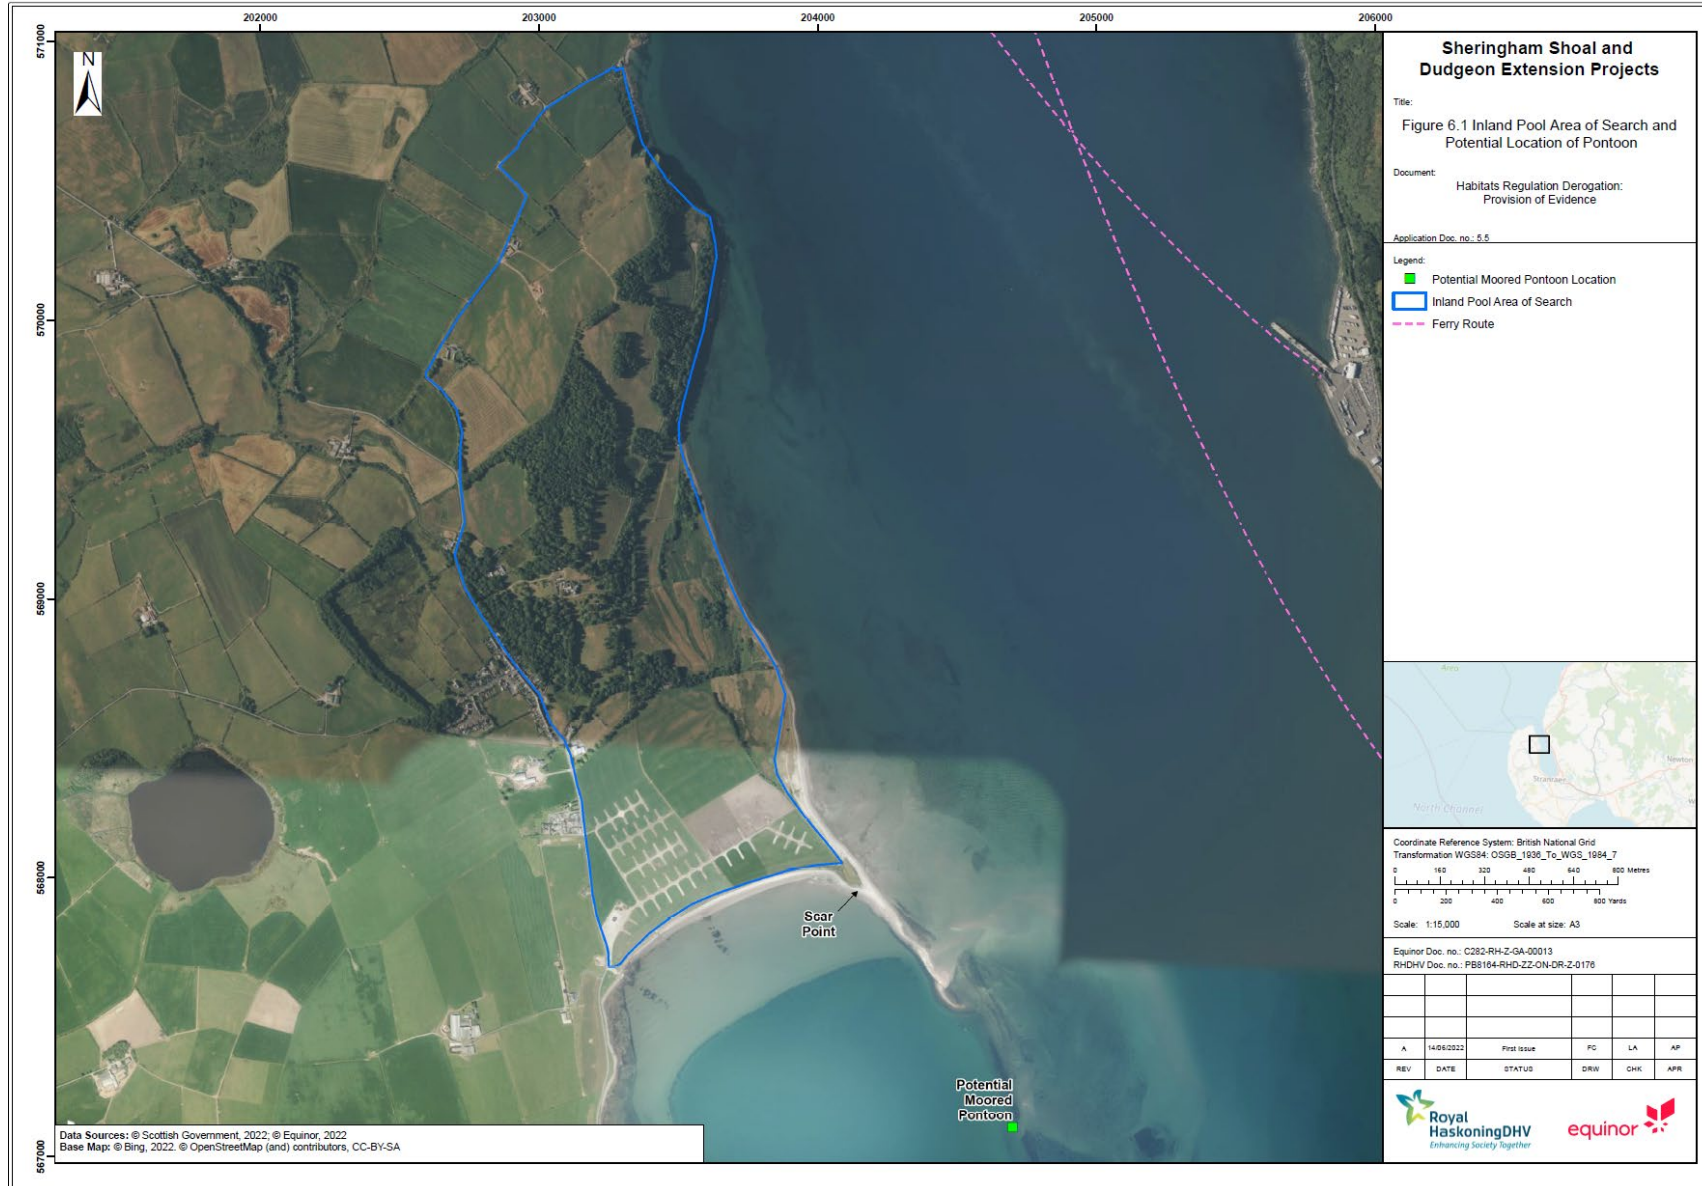 202000
203000
204000
205000
206000
571000
570000
569000
568000
567000
N
Scar
Point
Potential
Moored
Pontoon
Data Sources: © Scottish Government, 2022; © Equinor, 2022
Base Map: © Bing, 2022. © OpenStreetMap (and) contributors, CC-BY-SA
Sheringham Shoal and
Dudgeon Extension Projects
Title:
Figure 6.1 Inland Pool Area of Search and
Potential Location of Pontoon
Document:
Habitats Regulation Derogation:
Provision of Evidence
Application Doc. no.: 5.5
Legend:
Potential Moored Pontoon Location
Inland Pool Area of Search
Ferry Route
Arra
Newton
Stranraer
North Channel
Coordinate Reference System: British National Grid
Transformation WGS84: OSGB_1936_To_WGS_1984_7
0 160 320 480 640 800 Metres
0 200 400 600 800 Yards
Scale: 1:15,000 Scale at size: A3
Equinor Doc. no.: C282-RH-Z-GA-00013
RHDHV Doc. no.: PB8164-RHD-ZZ-ON-DR-Z-0176
A 14/06/2022 First Issue FC LA AP
REV DATE STATUS DRW CHK APR
Royal
HaskoningDHV
Enhancing Society Together
equinor